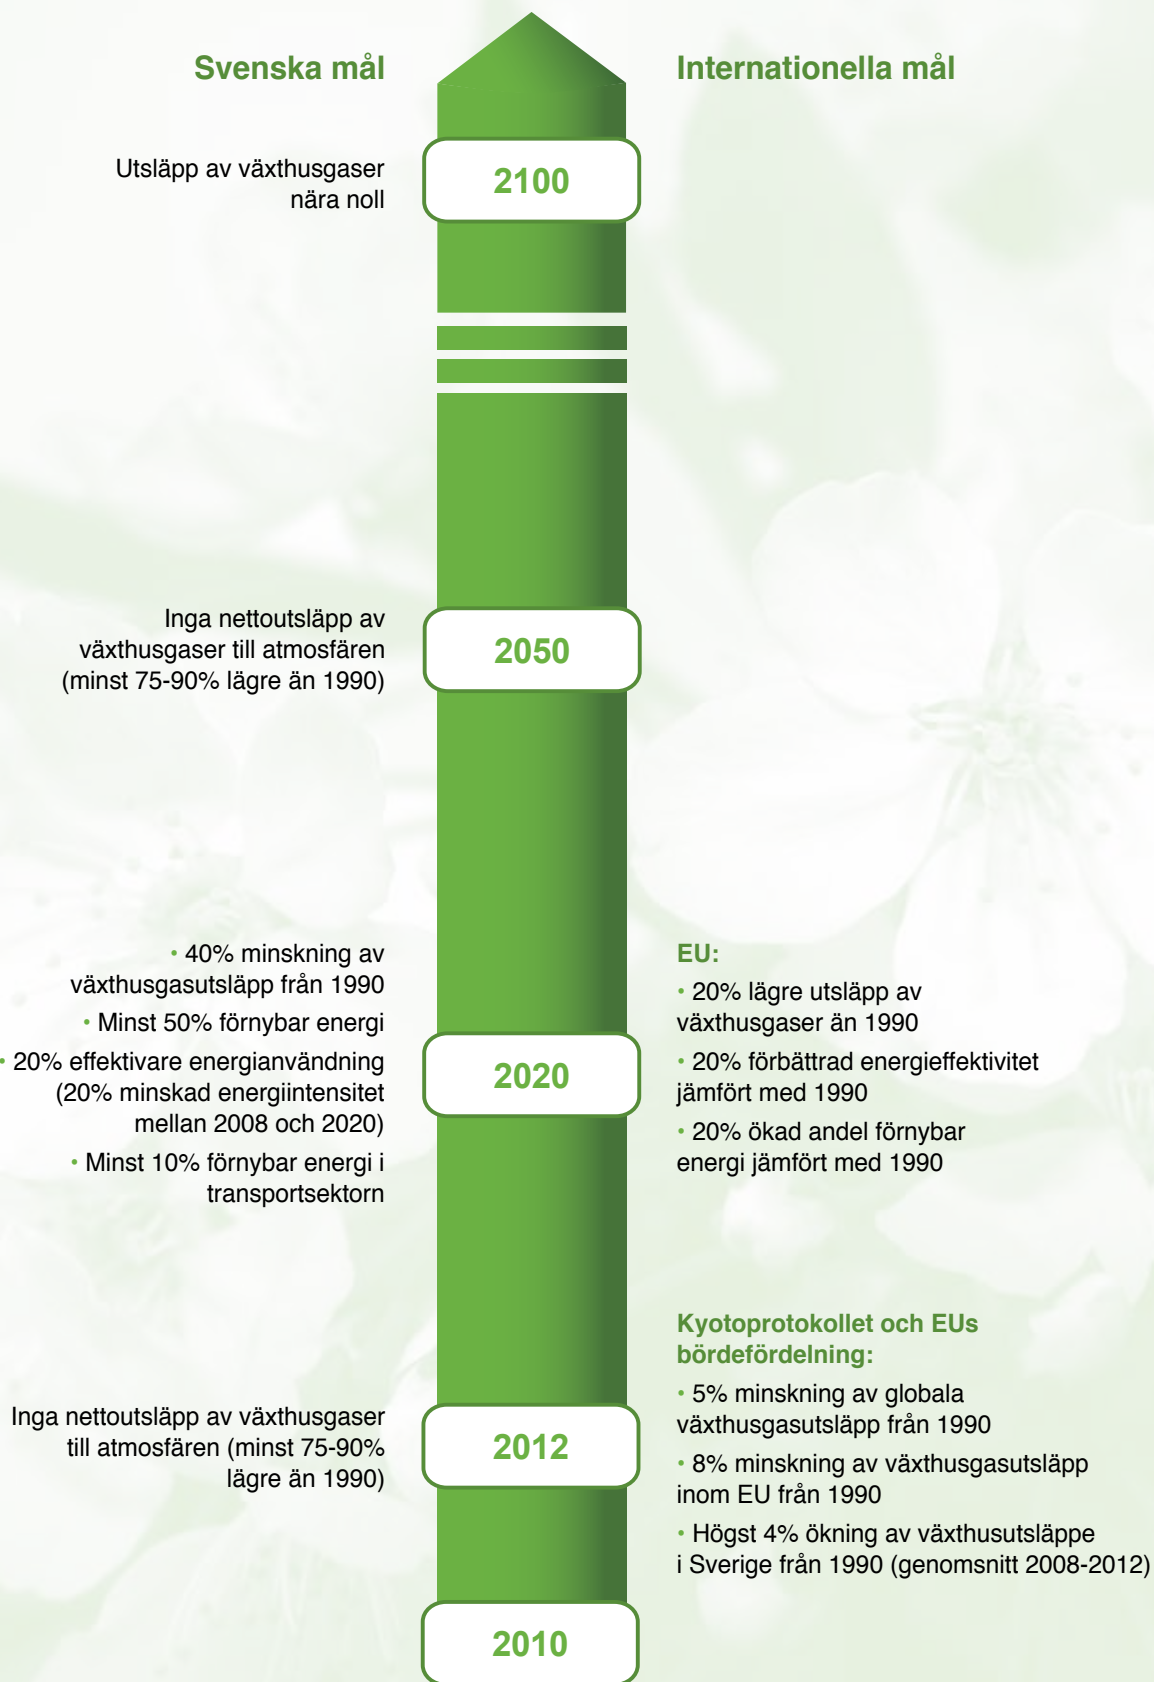 Svenska mål
Internationella mål
Utsläpp av växthusgaser
nära noll
2100
Inga nettoutsläpp av
växthusgaser till atmosfären
(minst 75-90% lägre än 1990)
2050
• 40% minskning av
växthusgasutsläpp från 1990
• Minst 50% förnybar energi
• 20% effektivare energianvändning
(20% minskad energiintensitet
mellan 2008 och 2020)
• Minst 10% förnybar energi i
transportsektorn
2020
EU:
• 20% lägre utsläpp av
växthusgaser än 1990
• 20% förbättrad energieffektivitet
jämfört med 1990
• 20% ökad andel förnybar
energi jämfört med 1990
Inga nettoutsläpp av växthusgaser
till atmosfären (minst 75-90%
lägre än 1990)
2012
Kyotoprotokollet och EUs
bördefördelning:
• 5% minskning av globala
växthusgasutsläpp från 1990
• 8% minskning av växthusgasutsläpp
inom EU från 1990
• Högst 4% ökning av växthusutsläppe
i Sverige från 1990 (genomsnitt 2008-2012)
2010